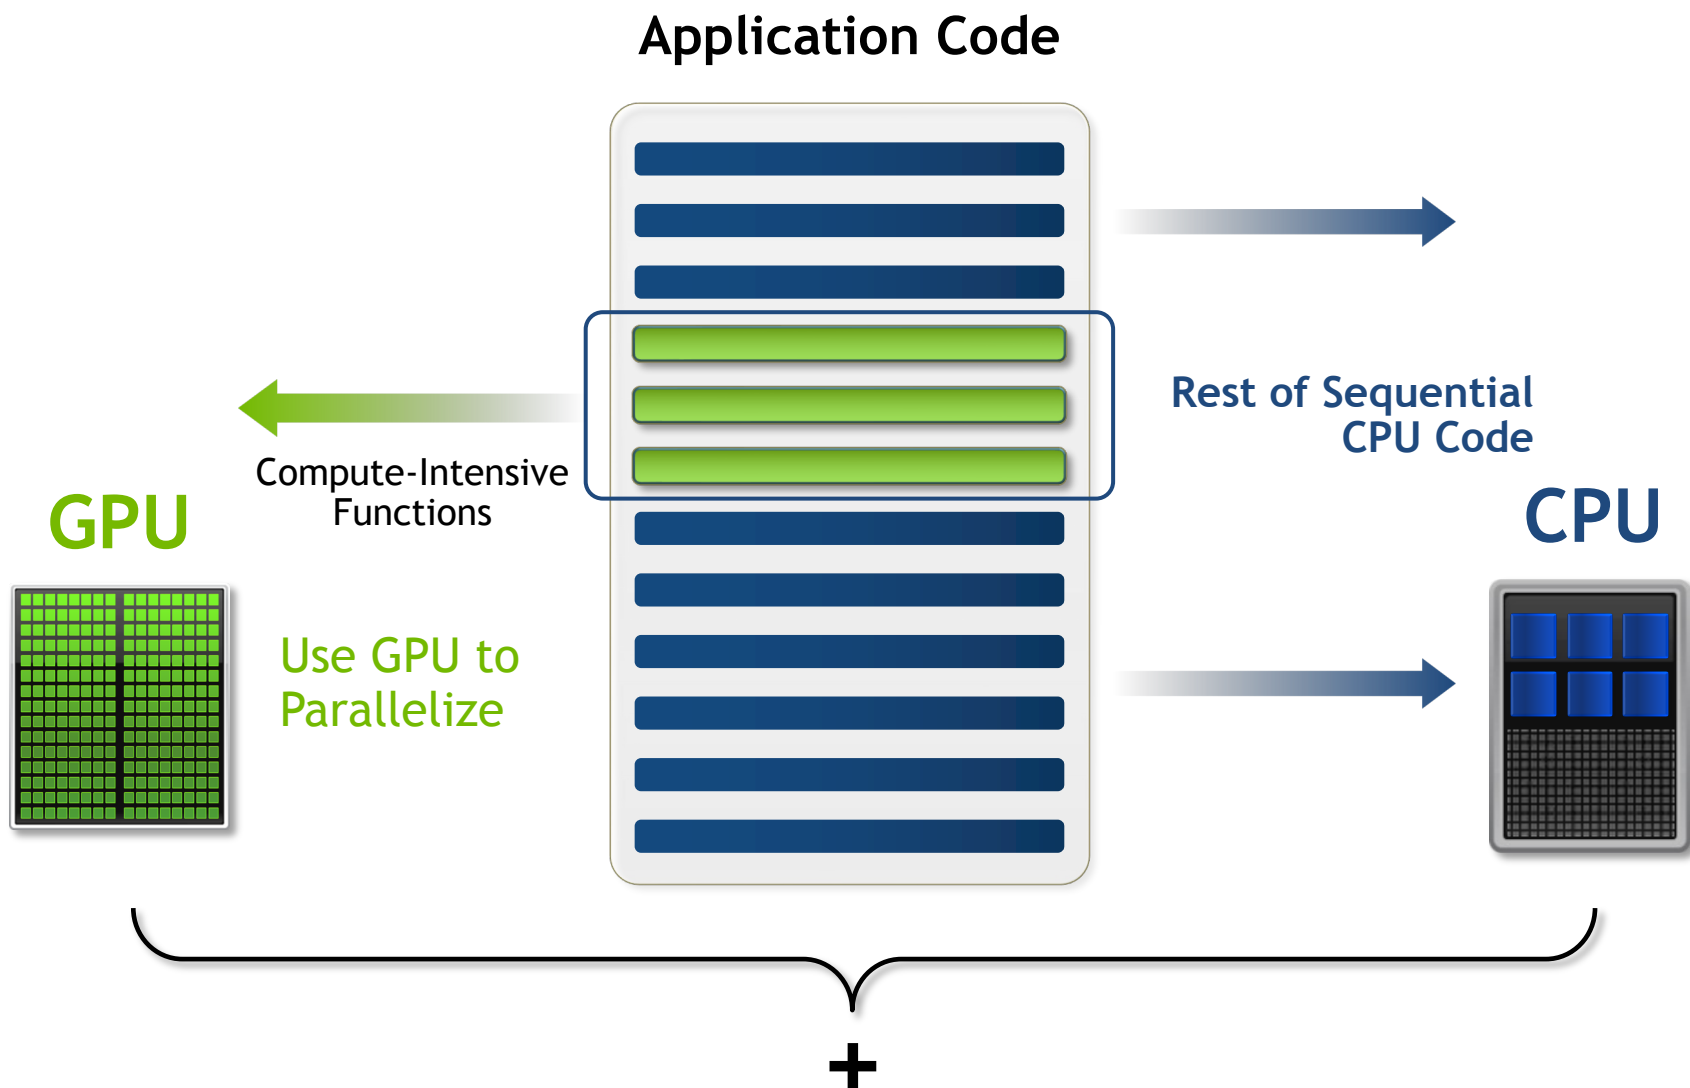 Application Code
Rest of Sequential
CPU Code
Compute-Intensive
Functions
GPU
CPU
Use GPU to
Parallelize
+